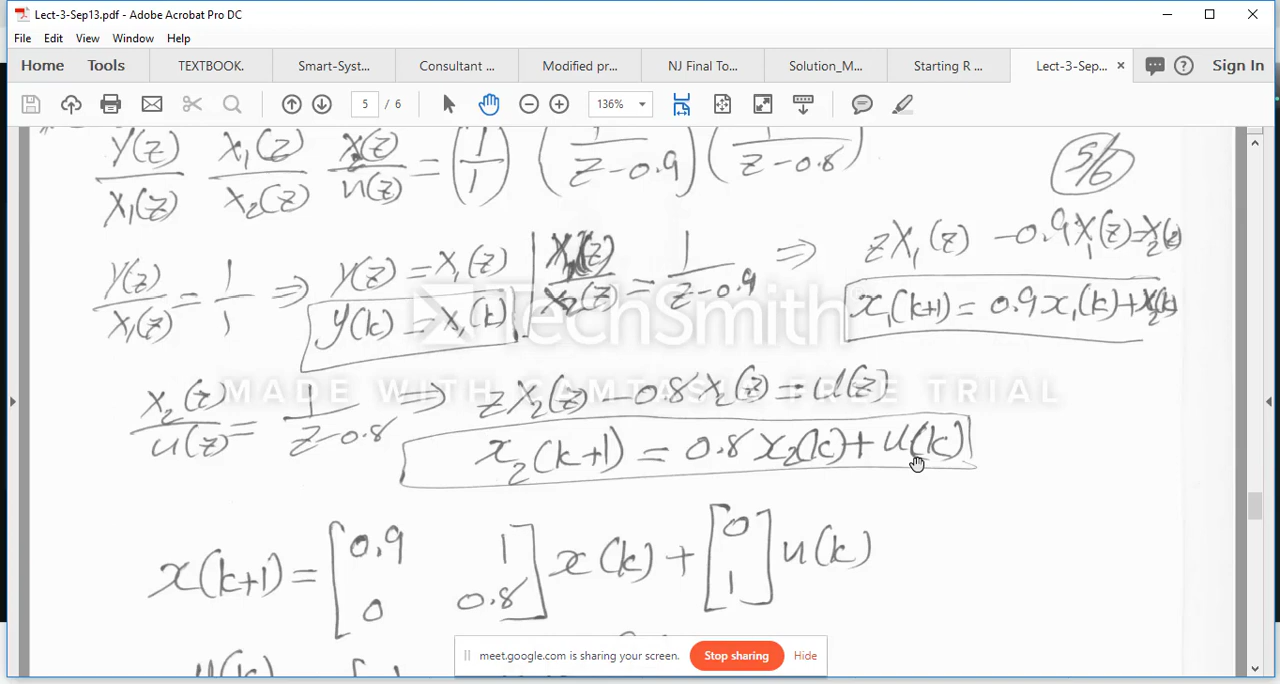 Lect-3-Sep13.pdf - Adobe Acrobat Pro DC
File Edit View Window Help
Home Tools TEXTBOOK. Smart-Syst... Consultant ... Modified pr... NJ Final To... Solution_M... Starting R ... Lect-3-Sep... × Sign In
5 / 6 136%
Y(z)/X₁(z) X₁(z)/X₂(z) X₂(z)/U(z) = (1/1) (1/(z-0.9)) (1/(z-0.8))
5/6
Y(z)/X₁(z) = 1/1 ⇒ Y(z) = X₁(z) | X₁(z)/X₂(z) = 1/(z-0.9) ⇒ zX₁(z) -0.9X₁(z)=X₂(z)
y(k) = x₁(k) x₁(k+1) = 0.9x₁(k)+x₂(k)
TechSmith
MADE WITH CAMTASIA FREE TRIAL
X₂(z)/U(z) = 1/(z-0.8) ⇒ zX₂(z) -0.8X₂(z) = U(z)
x₂(k+1) = 0.8x₂(k)+u(k)
x(k+1) = [0.9 1
0 0.8] x(k) + [0
1] u(k)
meet.google.com is sharing your screen. Stop sharing Hide